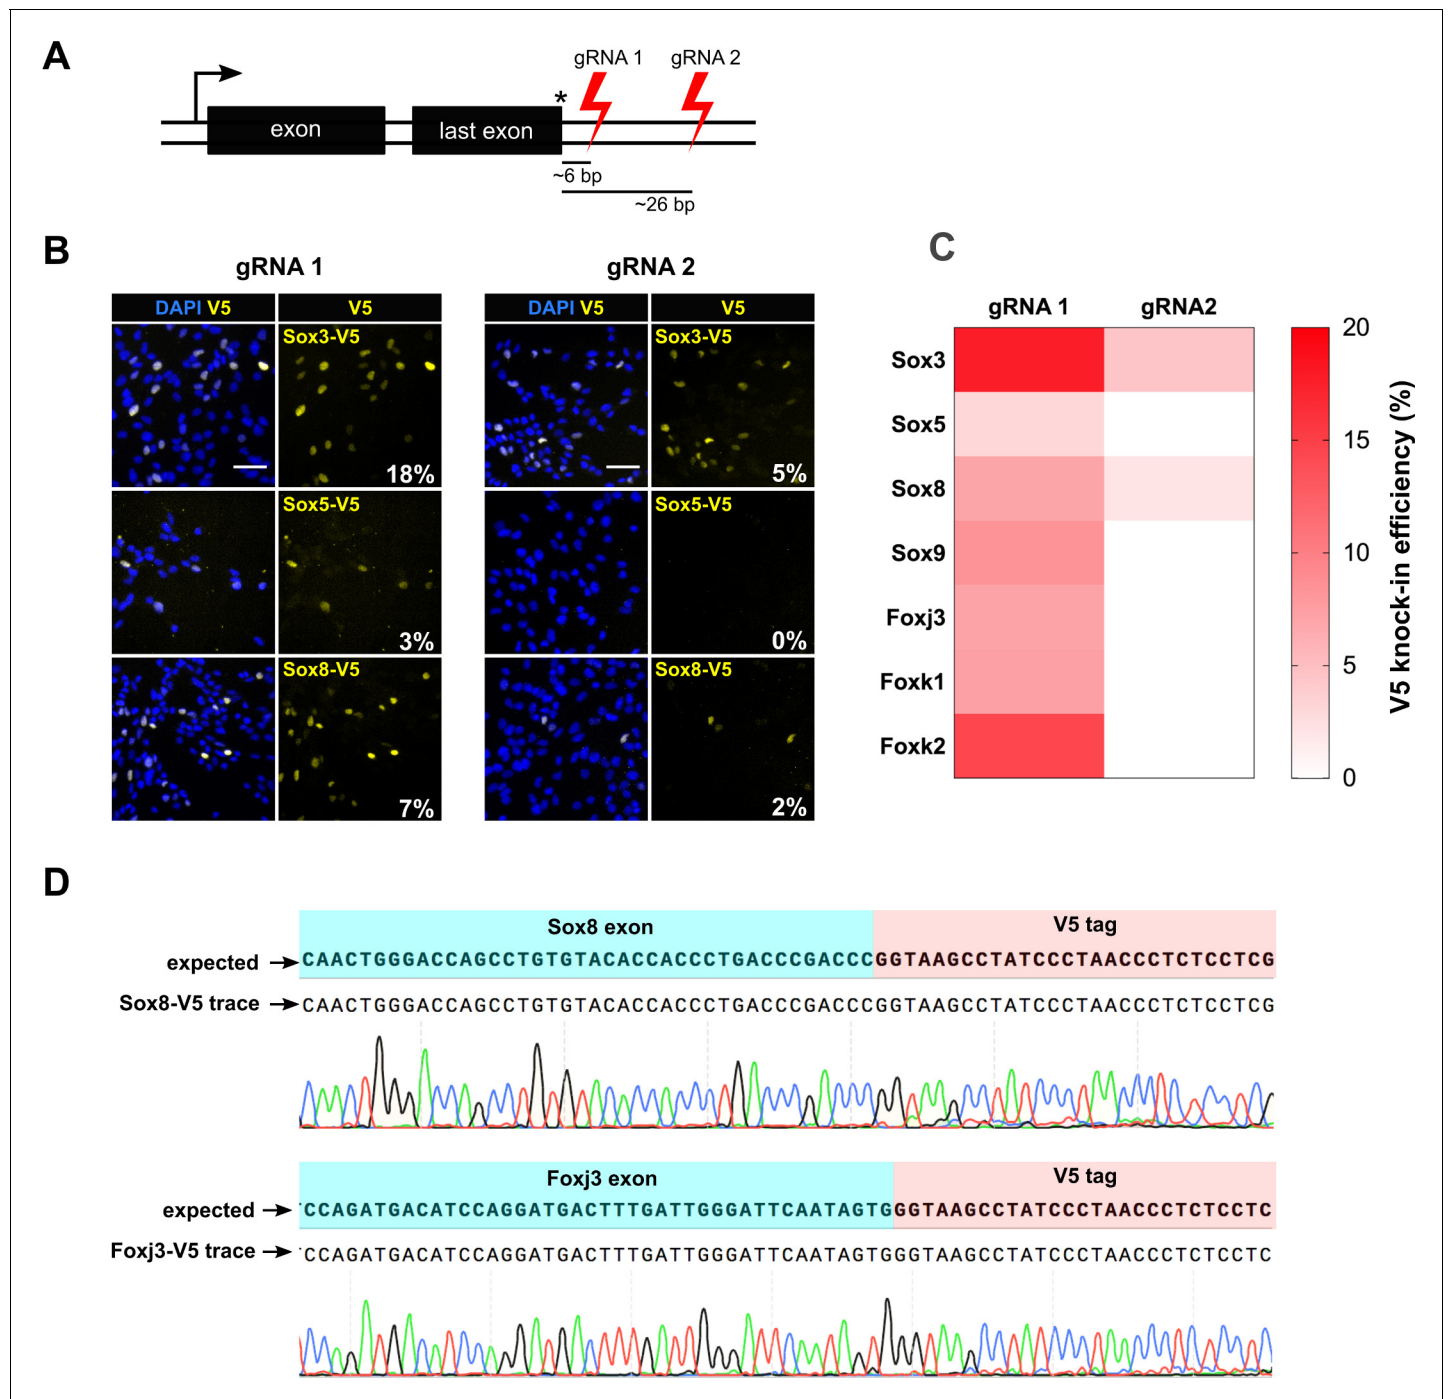 A
gRNA 1
gRNA 2
*
exon
last exon
~6 bp
~26 bp
B
gRNA 1
gRNA 2
DAPI V5
V5
DAPI V5
V5
Sox3-V5
18%
Sox3-V5
5%
Sox5-V5
3%
Sox5-V5
0%
Sox8-V5
7%
Sox8-V5
2%
C
gRNA 1
gRNA2
Sox3
Sox5
Sox8
Sox9
Foxj3
Foxk1
Foxk2
20
15
10
5
0
V5 knock-in efficiency (%)
D
Sox8 exon
V5 tag
expected
CAACTGGGACCAGCCTGTGTACACCACCCTGACCCGACCCGGTAAGCCTATCCCTAACCCTCTCCTCG
Sox8-V5 trace
CAACTGGGACCAGCCTGTGTACACCACCCTGACCCGACCCGGTAAGCCTATCCCTAACCCTCTCCTCG
Foxj3 exon
V5 tag
expected
CCAGATGACATCCAGGATGACTTTGATTGGGATTCAATAGTGGGTAAGCCTATCCCTAACCCTCTCCTC
Foxj3-V5 trace
CCAGATGACATCCAGGATGACTTTGATTGGGATTCAATAGTGGGTAAGCCTATCCCTAACCCTCTCCTC